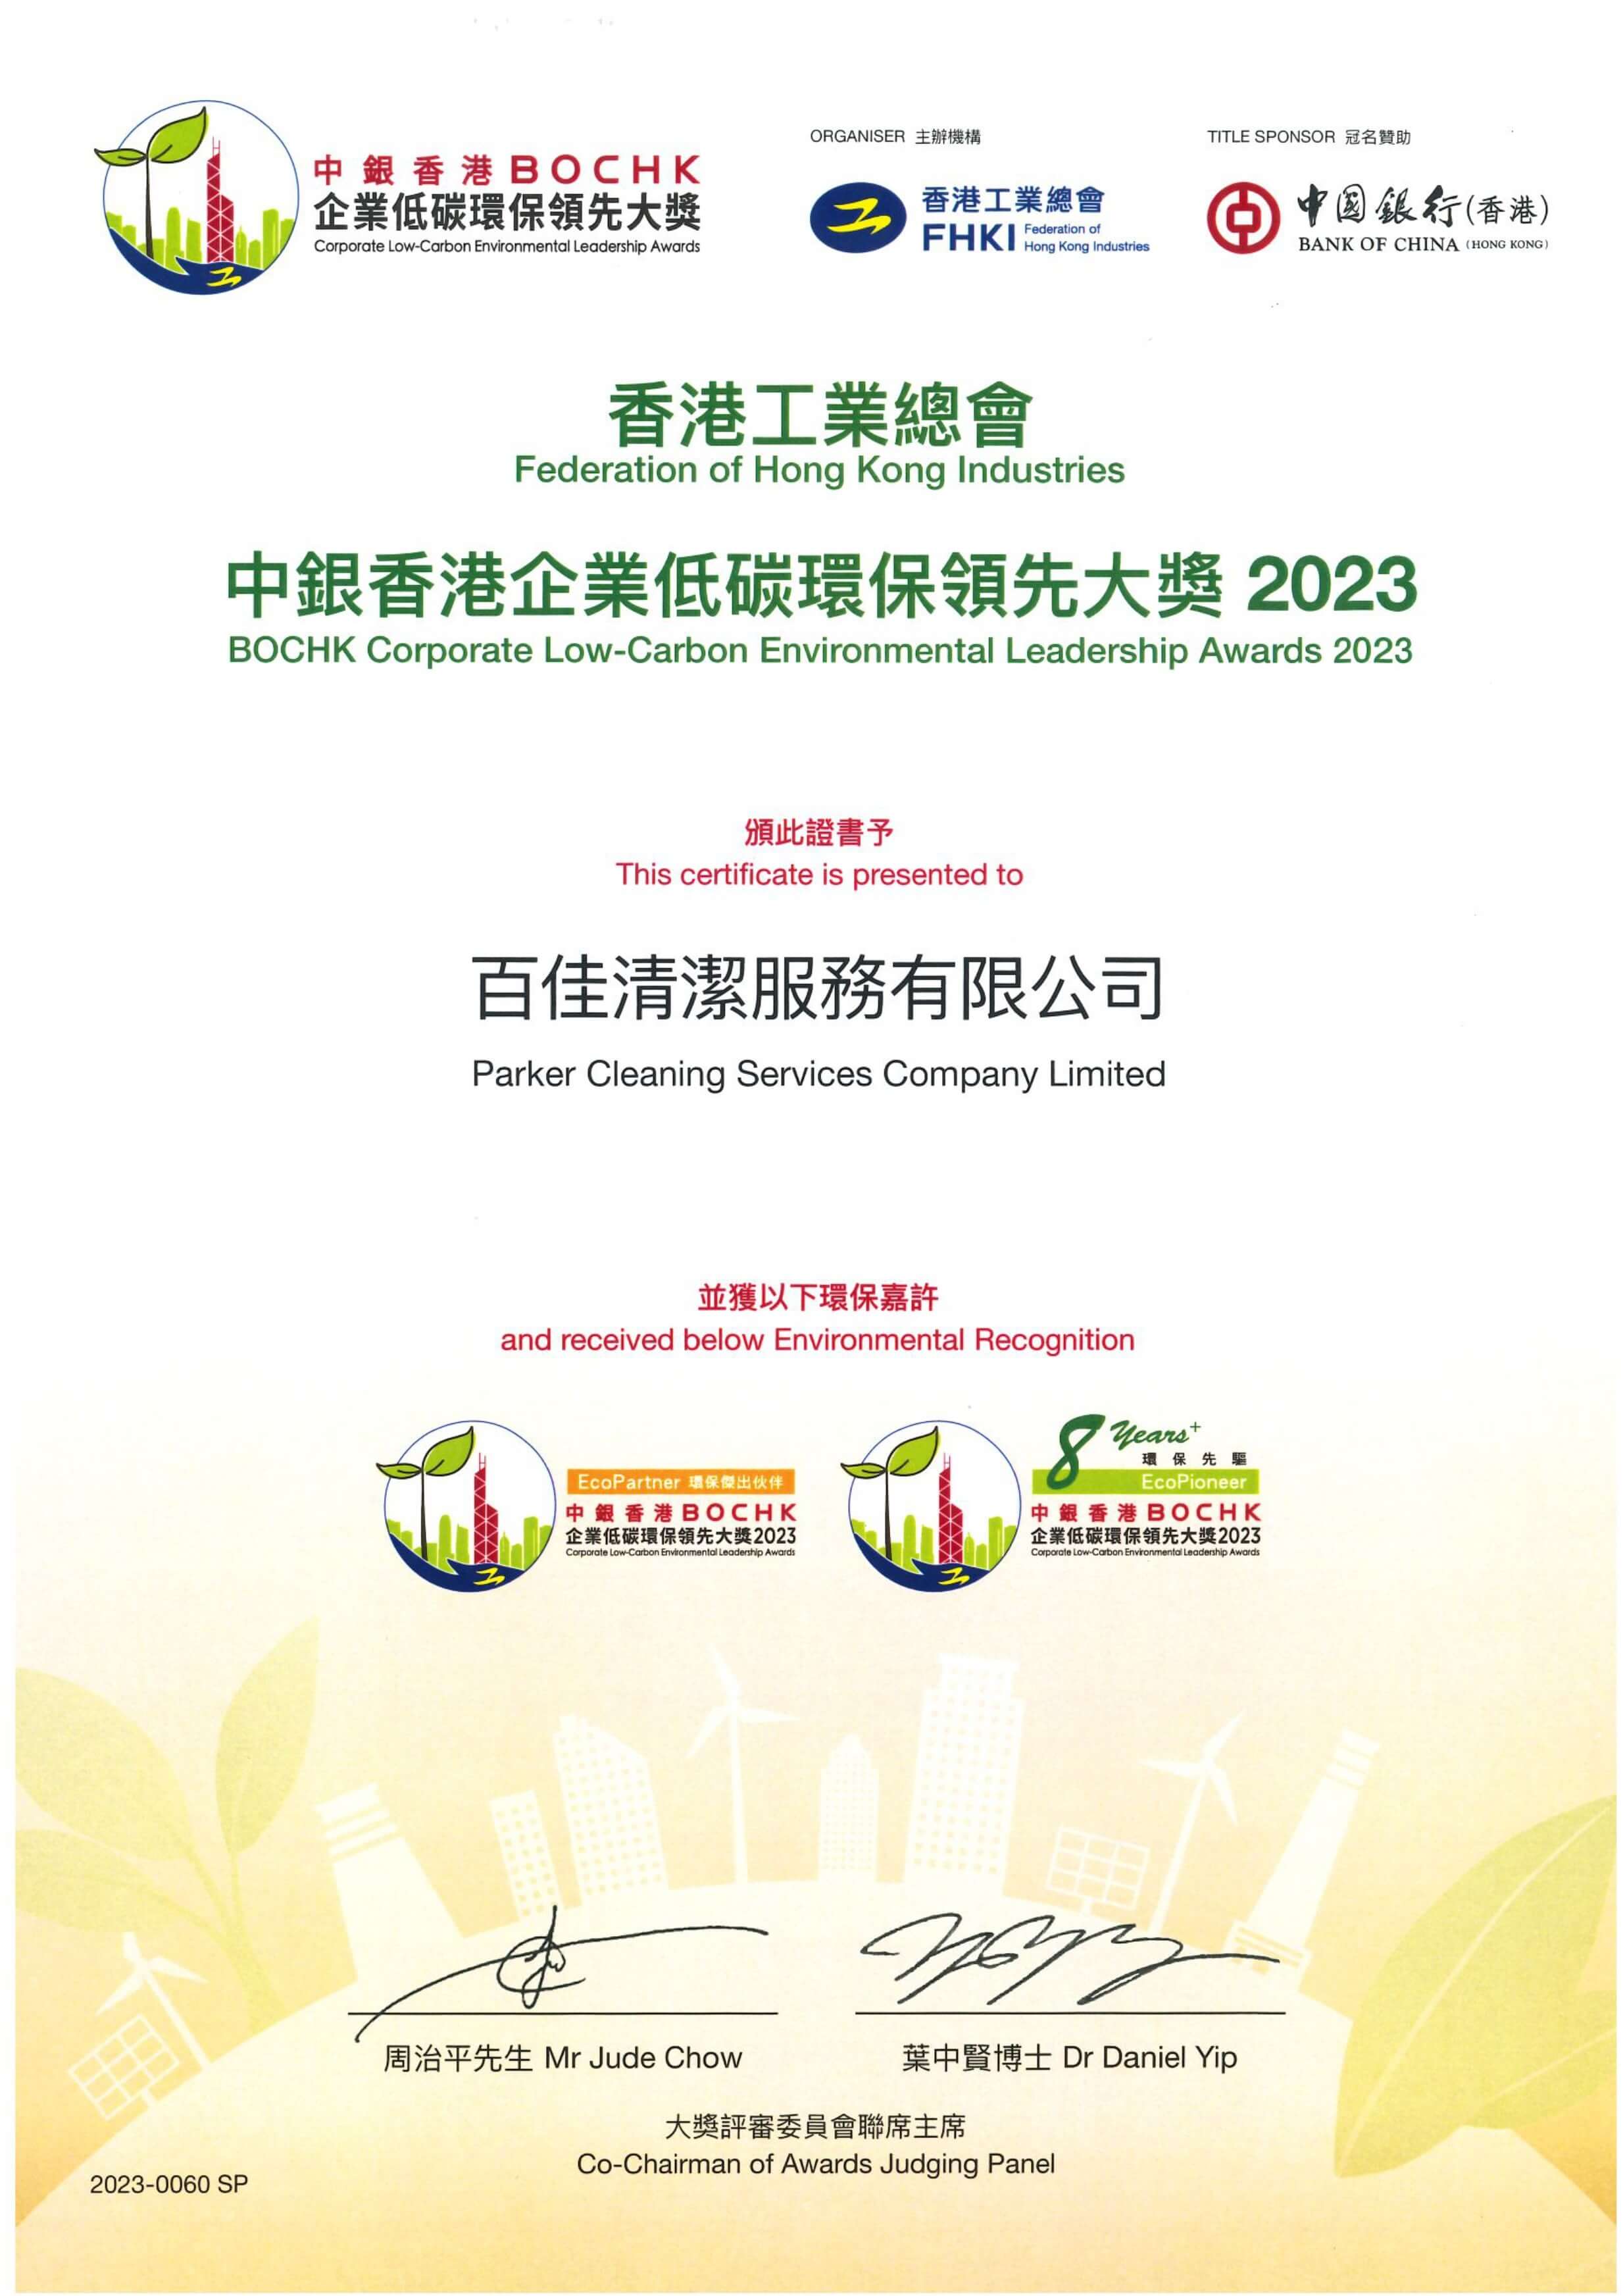 中銀香港BOCHK
企業低碳環保領先大獎
Corporate Low-Carbon Environmental Leadership Awards
ORGANISER 主辦機構
香港工業總會
FHKI Federation of
Hong Kong Industries
TITLE SPONSOR 冠名贊助
中國銀行(香港)
BANK OF CHINA (HONG KONG)
香港工業總會
Federation of Hong Kong Industries
中銀香港企業低碳環保領先大獎 2023
BOCHK Corporate Low-Carbon Environmental Leadership Awards 2023
頒此證書予
This certificate is presented to
百佳清潔服務有限公司
Parker Cleaning Services Company Limited
並獲以下環保嘉許
and received below Environmental Recognition
EcoPartner 環保傑出伙伴
中銀香港BOCHK
企業低碳環保領先大獎2023
Corporate Low-Carbon Environmental Leadership Awards
8 Years+
環保先驅
EcoPioneer
中銀香港BOCHK
企業低碳環保領先大獎2023
Corporate Low-Carbon Environmental Leadership Awards
周治平先生 Mr Jude Chow
葉中賢博士 Dr Daniel Yip
大獎評審委員會聯席主席
Co-Chairman of Awards Judging Panel
2023-0060 SP